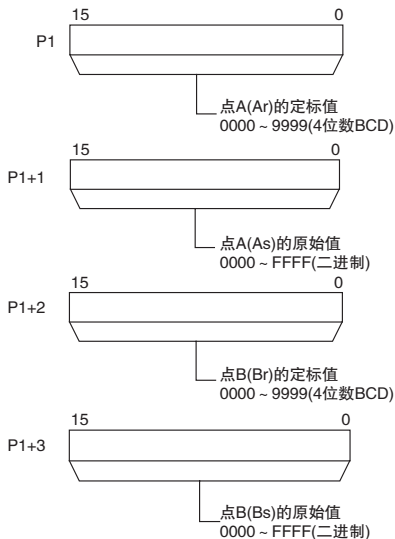 15 0
P1
点A(Ar)的定标值
0000 ~ 9999(4位数BCD)
15 0
P1+1
点A(As)的原始值
0000 ~ FFFF(二进制)
15 0
P1+2
点B(Br)的定标值
0000 ~ 9999(4位数BCD)
15 0
P1+3
点B(Bs)的原始值
0000 ~ FFFF(二进制)